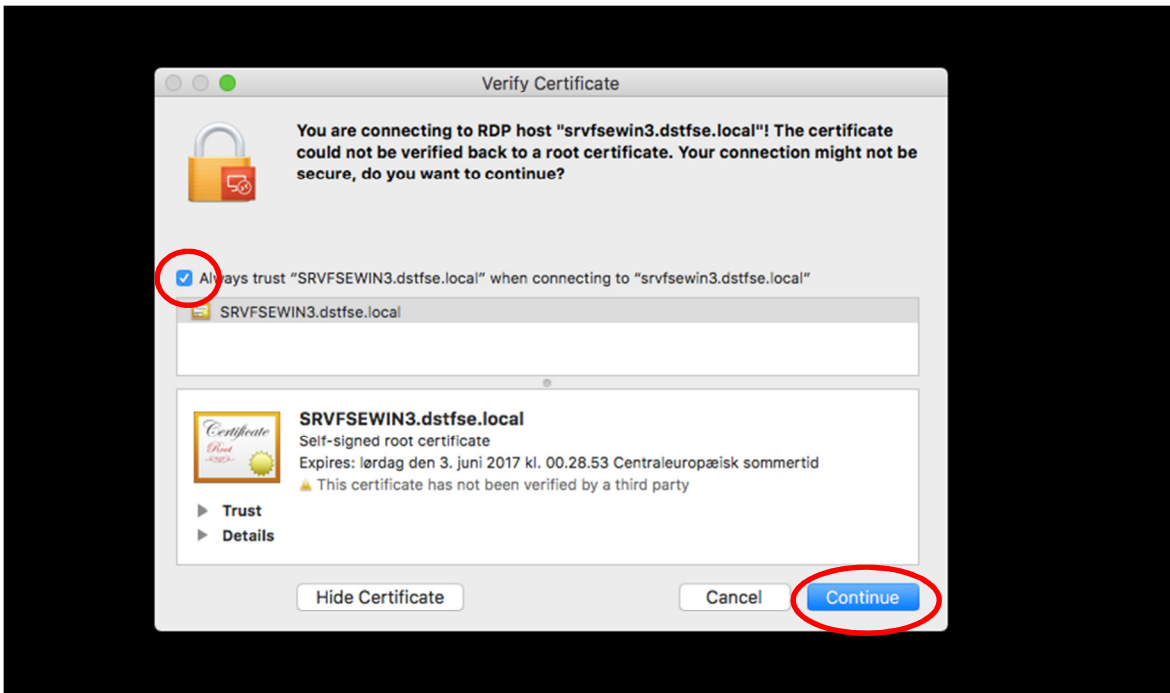 Verify Certificate
You are connecting to RDP host "srvfsewin3.dstfse.local"! The certificate
could not be verified back to a root certificate. Your connection might not be
secure, do you want to continue?
Always trust “SRVFSEWIN3.dstfse.local” when connecting to “srvfsewin3.dstfse.local”
SRVFSEWIN3.dstfse.local
Certificate
Root
SRVFSEWIN3.dstfse.local
Self-signed root certificate
Expires: lørdag den 3. juni 2017 kl. 00.28.53 Centraleuropæisk sommertid
This certificate has not been verified by a third party
Trust
Details
Hide Certificate
Cancel
Continue